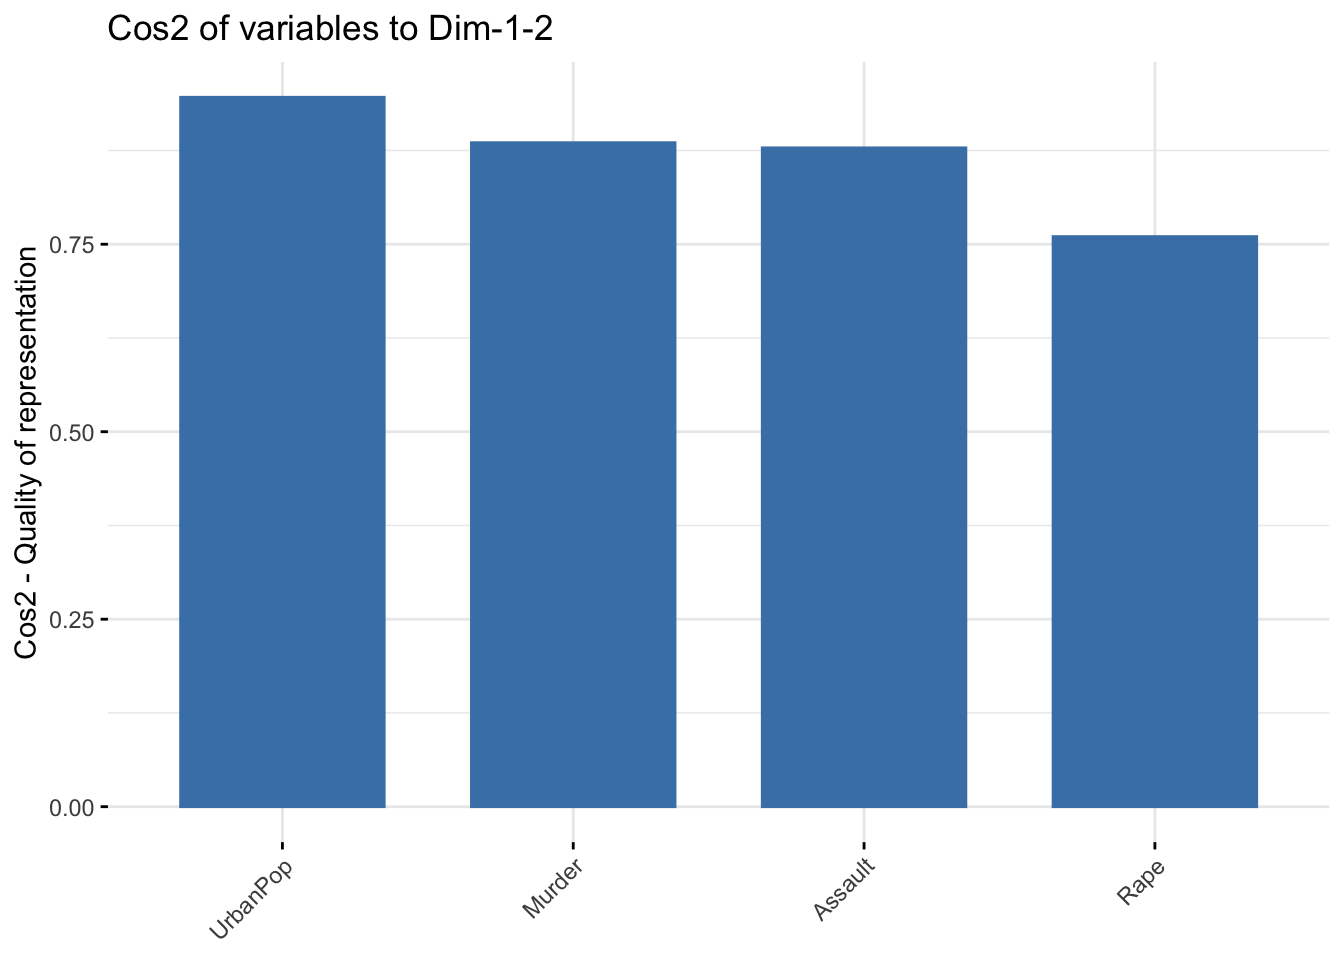 Cos2 of variables to Dim-1-2
Cos2 - Quality of representation
0.75
0.50
0.25
0.00
UrbanPop
Murder
Assault
Rape